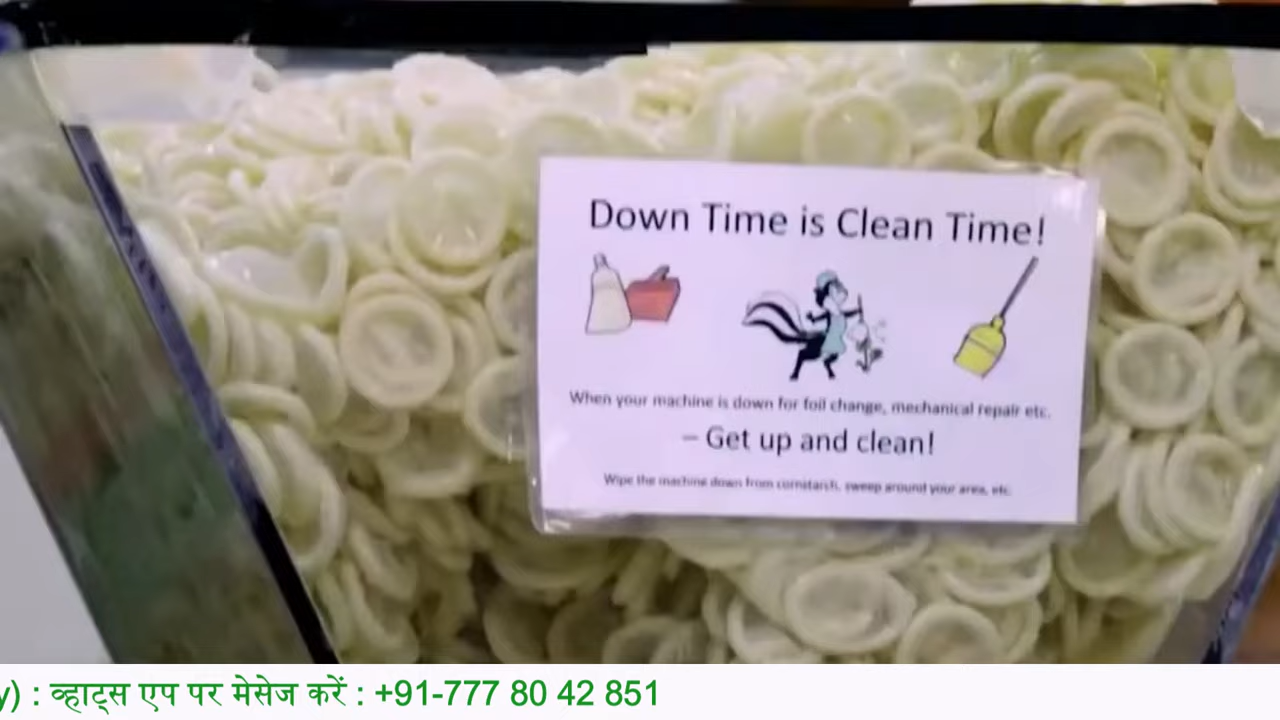 Down Time is Clean Time!
When your machine is down for foil change, mechanical repair etc.
– Get up and clean!
Wipe the machine down from cornstarch, sweep around your area, etc.
y) : व्हाट्स एप पर मेसेज करें : +91-777 80 42 851